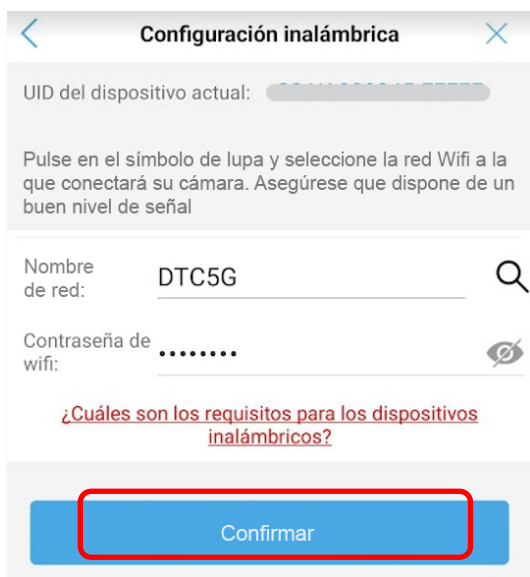 Configuración inalámbrica
UID del dispositivo actual:
Pulse en el símbolo de lupa y seleccione la red Wifi a la
que conectará su cámara. Asegúrese que dispone de un
buen nivel de señal
Nombre
de red:
DTC5G
Contraseña de
wifi:
••••••••
¿Cuáles son los requisitos para los dispositivos
inalámbricos?
Confirmar